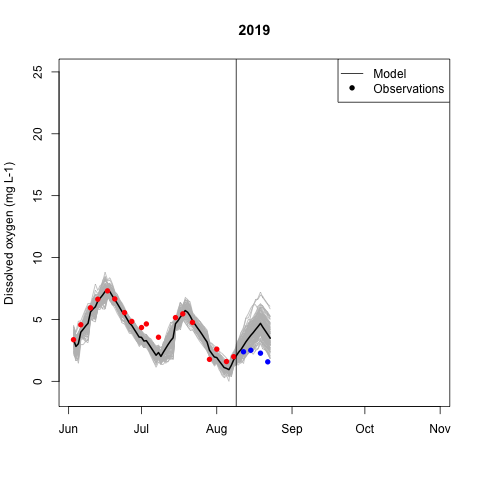 2019
Model
Observations
Dissolved oxygen (mg L-1)
25
20
15
10
5
0
Jun Jul Aug Sep Oct Nov